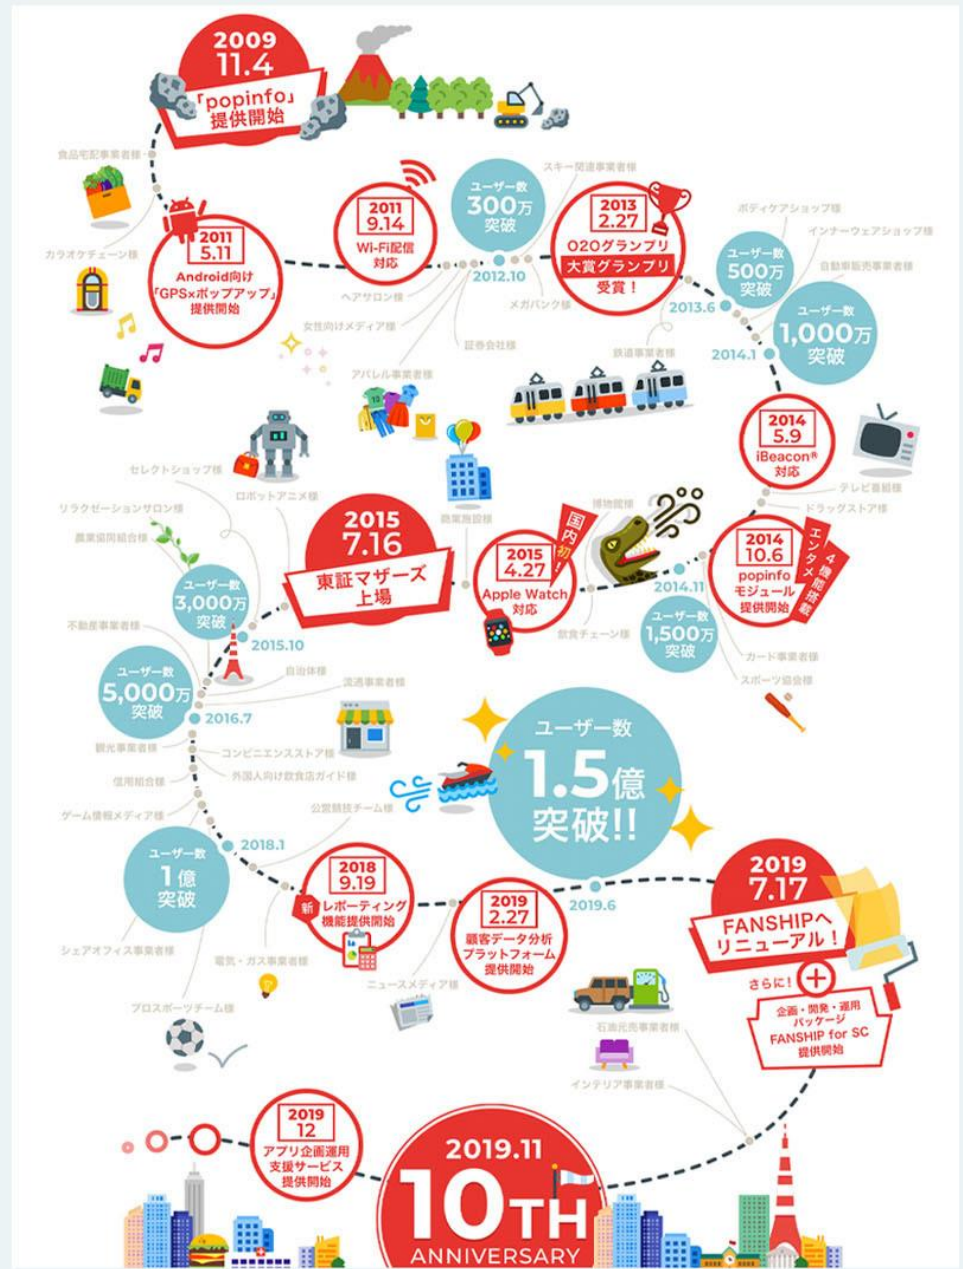 2009
11.4
「popinfo」
提供開始
食品宅配事業者様
カラオケチェーン様
2011
5.11
Android向け
「GPS×ポップアップ」
提供開始
2011
9.14
Wi-Fi配信
対応
ヘアサロン様
女性向けメディア様
アパレル事業者様
証券会社様
ユーザー数
300万
突破
2012.10
スキー関連事業者様
メガバンク様
2013
2.27
O2Oグランプリ
大賞グランプリ
受賞！
鉄道事業者様
2013.6
ユーザー数
500万
突破
ボディケアショップ様
インナーウェアショップ様
自動車販売事業者様
2014.1
ユーザー数
1,000万
突破
2014
5.9
iBeacon®
対応
テレビ番組様
ドラッグストア様
2014
10.6
popinfo
モジュール
提供開始
エンタメ
4機能搭載
カード事業者様
スポーツ協会様
2014.11
ユーザー数
1,500万
突破
博物館様
飲食チェーン様
国内初！
2015
4.27
Apple Watch
対応
商業施設様
2015
7.16
東証マザーズ
上場
ロボットアニメ様
セレクトショップ様
リラクゼーションサロン様
農業協同組合様
ユーザー数
3,000万
突破
2015.10
不動産事業者様
自治体様
流通事業者様
ユーザー数
5,000万
突破
2016.7
観光事業者様
コンビニエンスストア様
外国人向け飲食店ガイド様
信用組合様
ゲーム情報メディア様
公営競技チーム様
ユーザー数
1億
突破
2018.1
シェアオフィス事業者様
プロスポーツチーム様
電気・ガス事業者様
2018
9.19
新
レポーティング
機能提供開始
ニュースメディア様
2019
2.27
顧客データ分析
プラットフォーム
提供開始
ユーザー数
1.5億
突破!!
2019.6
2019
7.17
FANSHIPへ
リニューアル！
さらに！
企画・開発・運用
パッケージ
FANSHIP for SC
提供開始
石油元売事業者様
インテリア事業者様
2019.11
10TH
ANNIVERSARY
2019
12
アプリ企画運用
支援サービス
提供開始